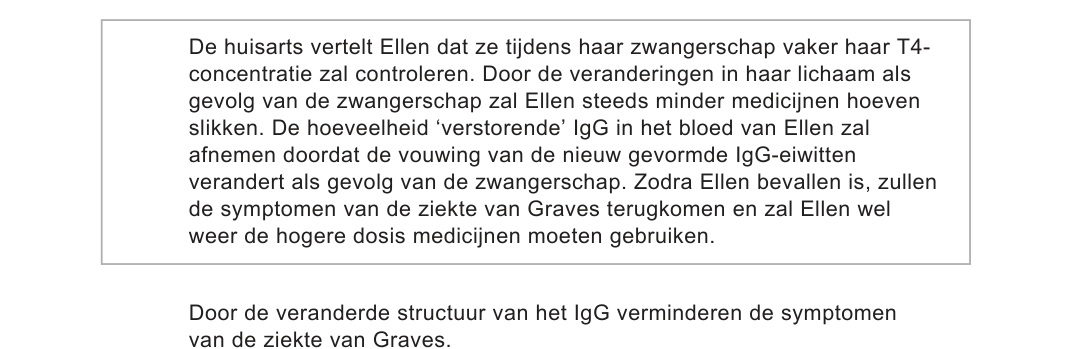 De huisarts vertelt Ellen dat ze tijdens haar zwangerschap vaker haar T4-
concentratie zal controleren. Door de veranderingen in haar lichaam als
gevolg van de zwangerschap zal Ellen steeds minder medicijnen hoeven
slikken. De hoeveelheid ‘verstorende’ IgG in het bloed van Ellen zal
afnemen doordat de vouwing van de nieuw gevormde IgG-eiwitten
verandert als gevolg van de zwangerschap. Zodra Ellen bevallen is, zullen
de symptomen van de ziekte van Graves terugkomen en zal Ellen wel
weer de hogere dosis medicijnen moeten gebruiken.
Door de veranderde structuur van het IgG verminderen de symptomen
van de ziekte van Graves.